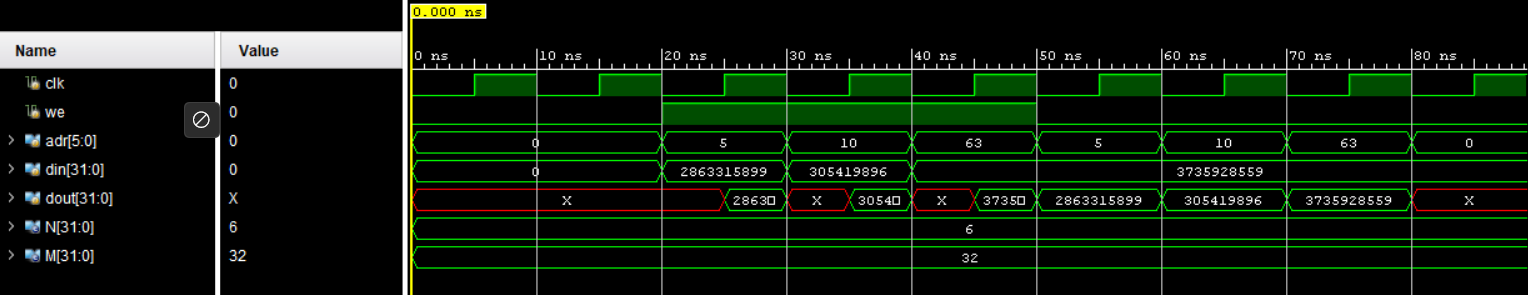 0.000 ns
Name Value 0 ns 10 ns 20 ns 30 ns 40 ns 50 ns 60 ns 70 ns 80 ns
clk 0
we 0
adr[5:0] 0 0 5 10 63 5 10 63 0
din[31:0] 0 0 2863315899 305419896 3735928559
dout[31:0] X X 2863▯ X 3054▯ X 3735▯ 2863315899 305419896 3735928559 X
N[31:0] 6 6
M[31:0] 32 32